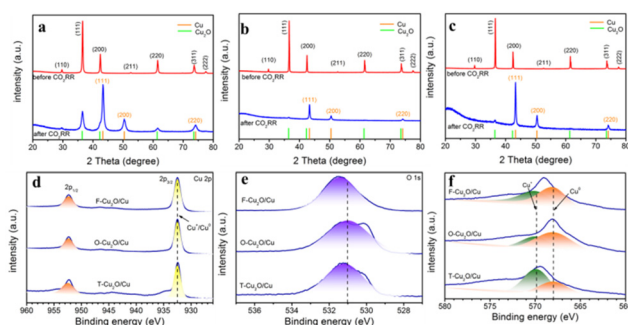 a
(111)
(200)
(110)
(211)
(220)
(311)
(222)
Cu
Cu₂O
before CO₂RR
(111)
(200)
(220)
after CO₂RR
intensity (a.u.)
20 30 40 50 60 70 80
2 Theta (degree)
b
(111)
(200)
(110)
(211)
(220)
(311)
(222)
Cu
Cu₂O
before CO₂RR
(111)
(200)
(220)
after CO₂RR
intensity (a.u.)
20 30 40 50 60 70 80
2 Theta (degree)
c
(111)
(200)
(110)
(211)
(220)
(311)
(222)
Cu
Cu₂O
before CO₂RR
(111)
(200)
(220)
after CO₂RR
intensity (a.u.)
20 30 40 50 60 70 80
2 Theta (degree)
d
2p₁/₂
2p₃/₂
Cu 2p
F-Cu₂O/Cu
Cu⁺/Cu⁰
O-Cu₂O/Cu
T-Cu₂O/Cu
intensity (a.u.)
960 955 950 945 940 935 930
Binding energy (eV)
e
O 1s
F-Cu₂O/Cu
O-Cu₂O/Cu
T-Cu₂O/Cu
intensity (a.u.)
536 534 532 530 528
Binding energy (eV)
f
Cu⁺
Cu⁰
F-Cu₂O/Cu
O-Cu₂O/Cu
T-Cu₂O/Cu
intensity (a.u.)
580 575 570 565 56
Binding energy (eV)